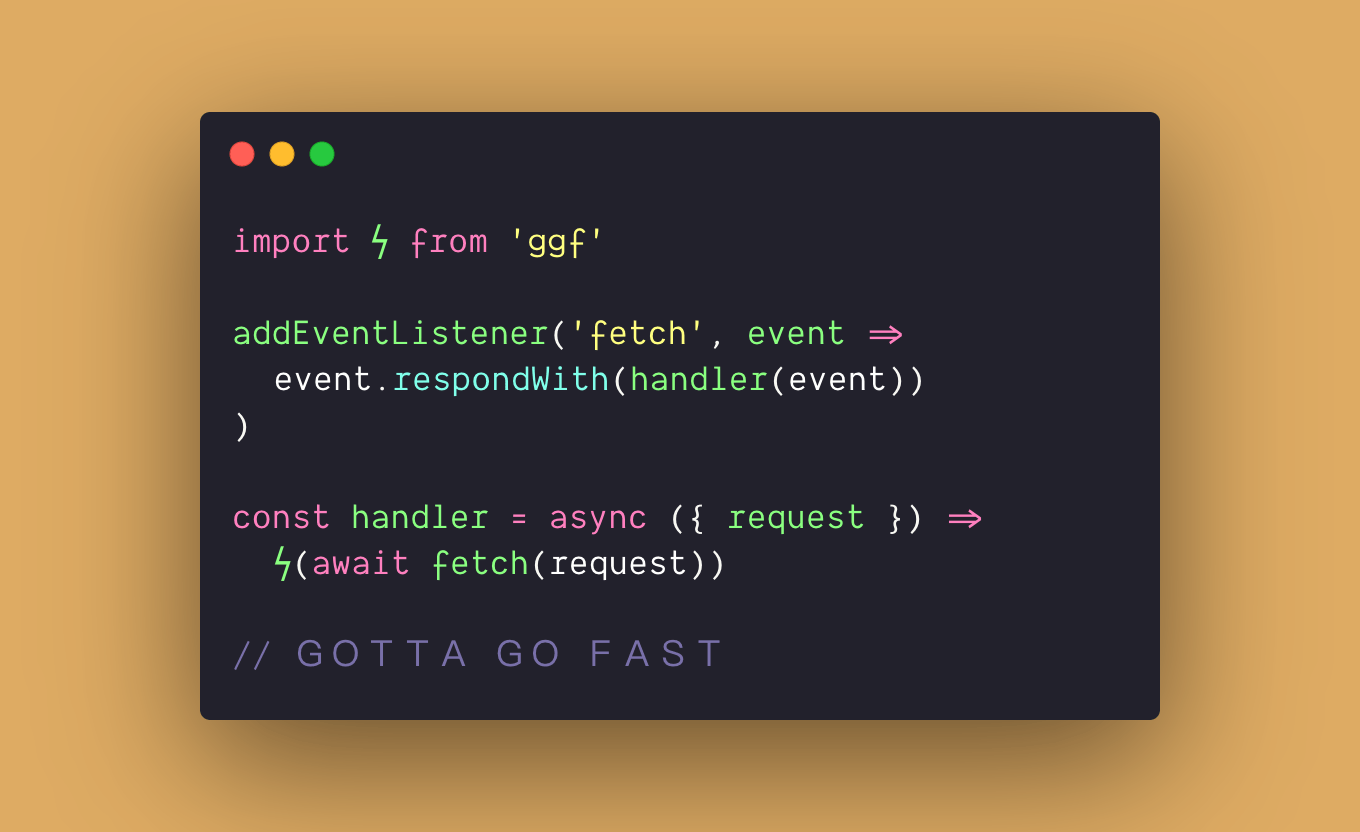 import ϟ from 'ggf'

addEventListener('fetch', event =>
  event.respondWith(handler(event))
)

const handler = async ({ request }) =>
  ϟ(await fetch(request))

// GOTTA GO FAST